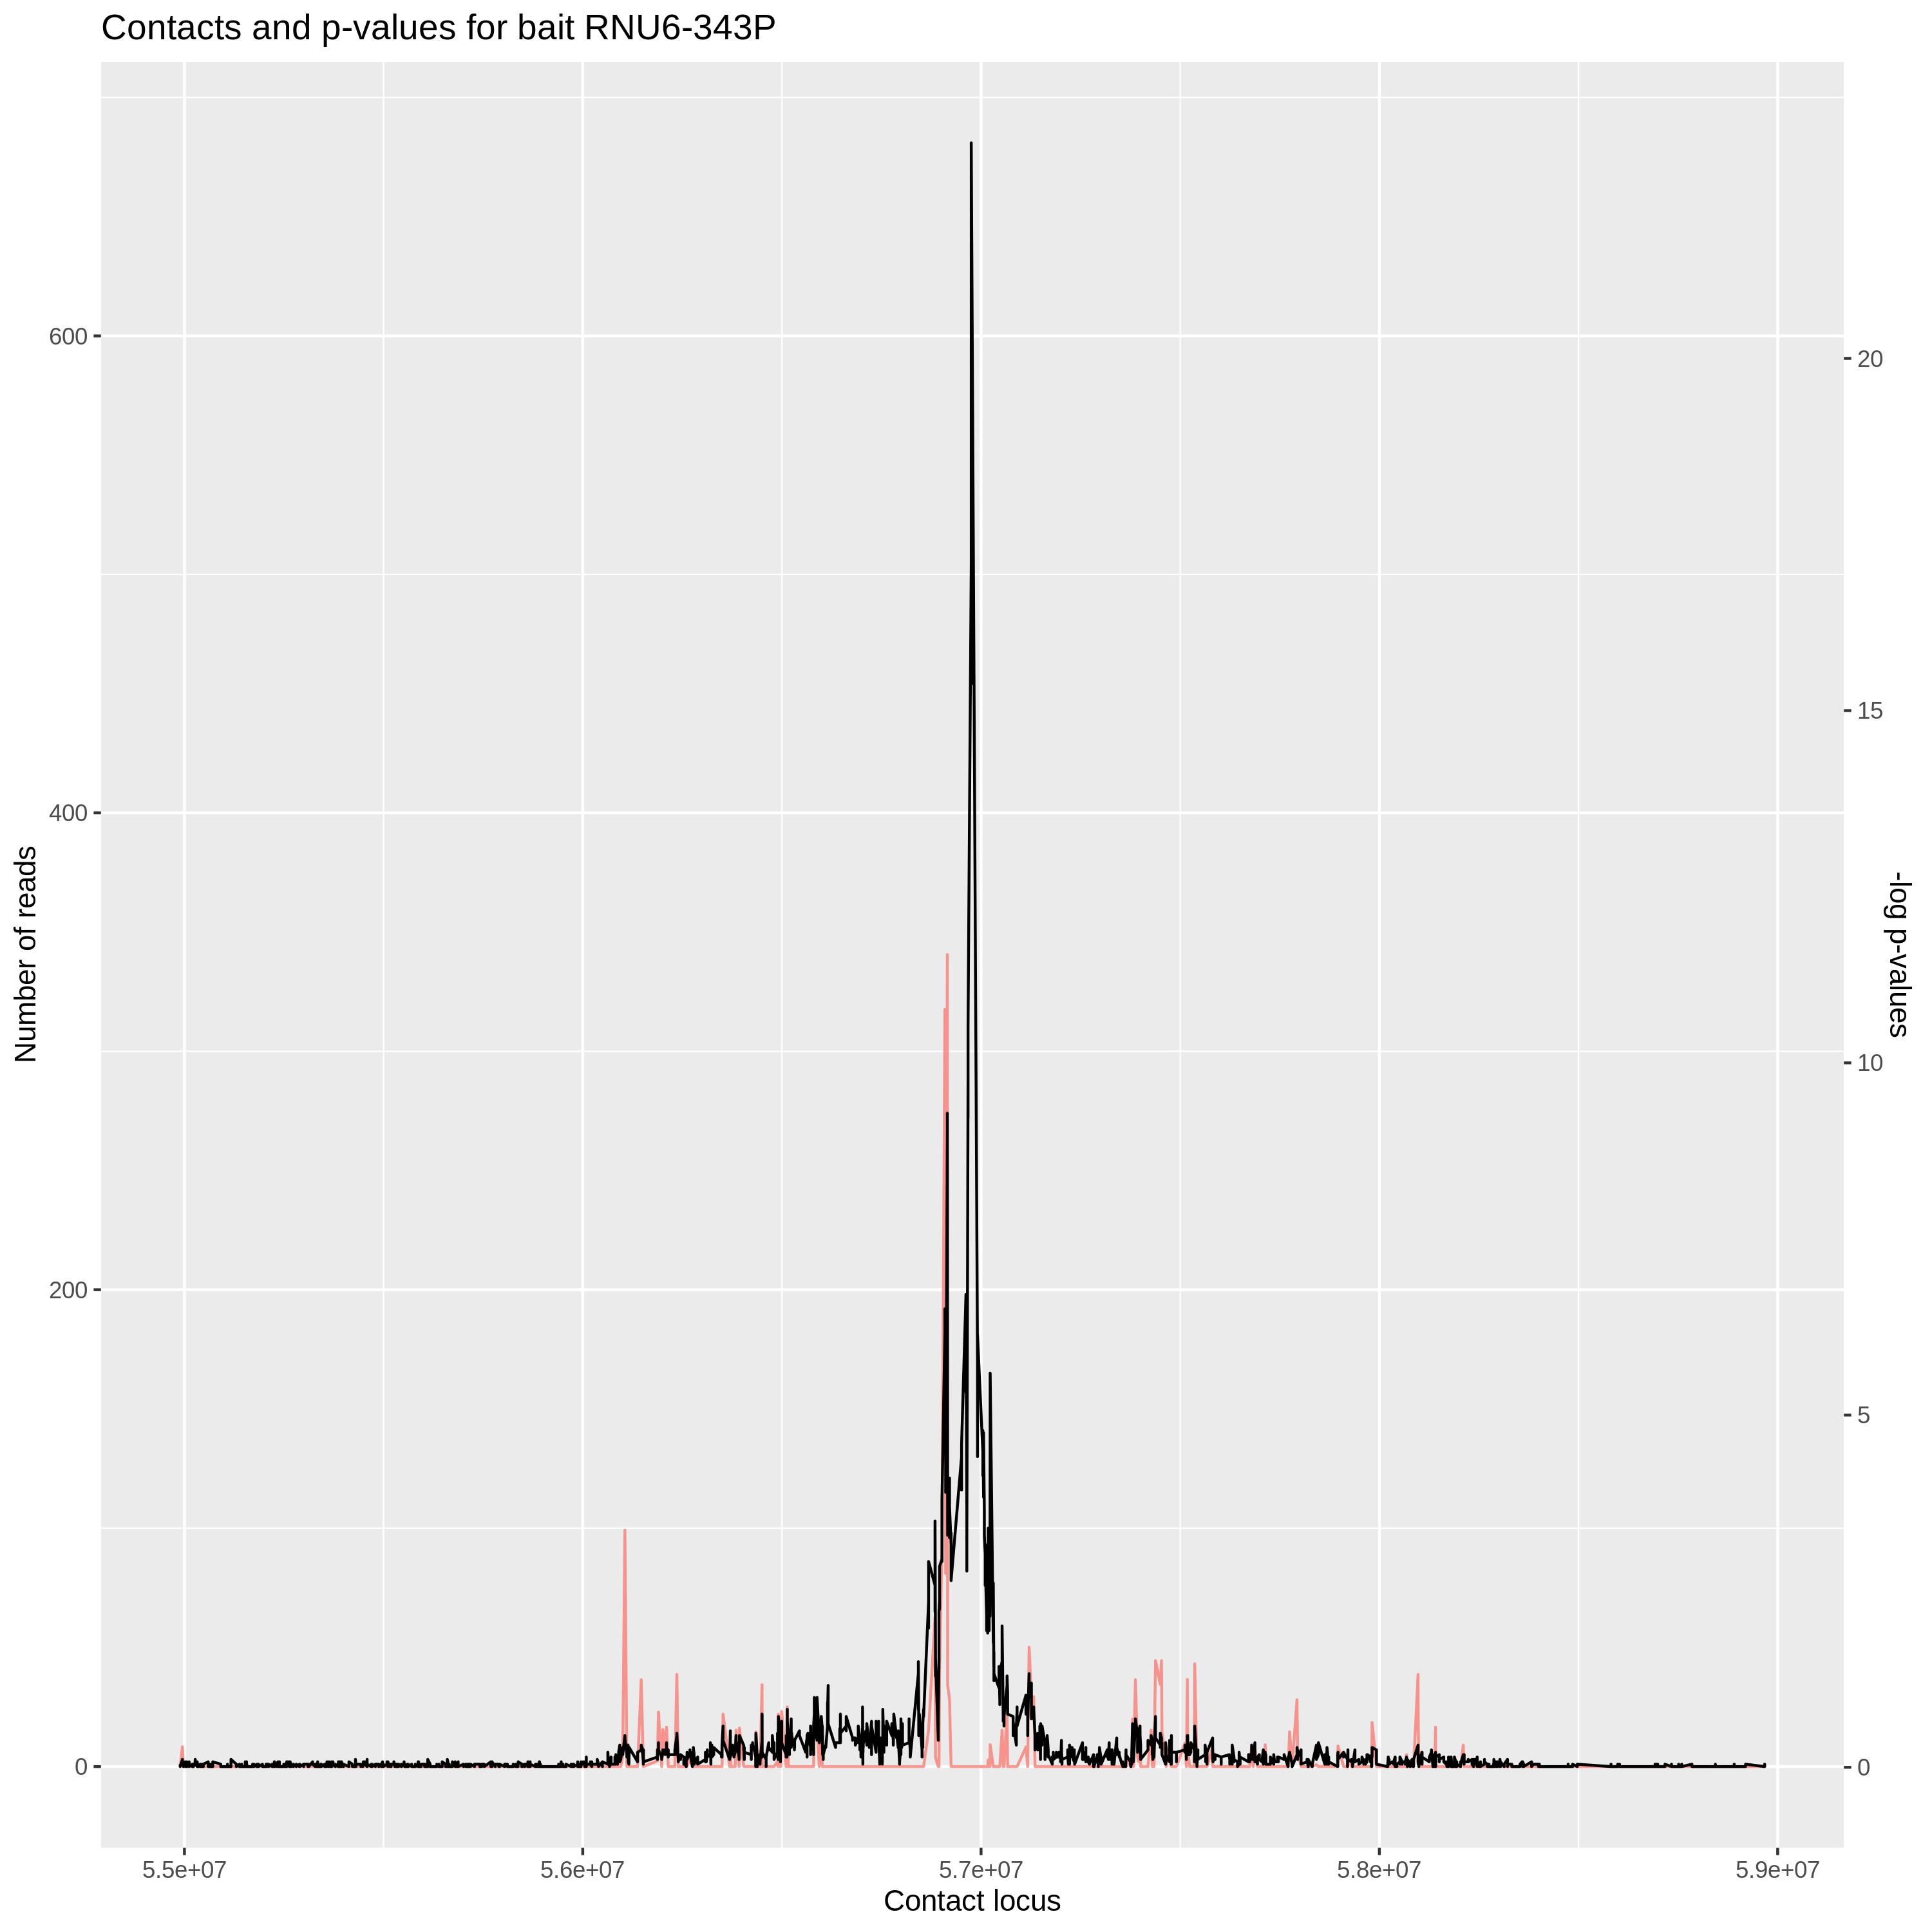 Contacts and p-values for bait RNU6-343P
Number of reads
600
400
200
0
20
15
10
5
0
-log p-values
5.5e+07
5.6e+07
5.7e+07
5.8e+07
5.9e+07
Contact locus